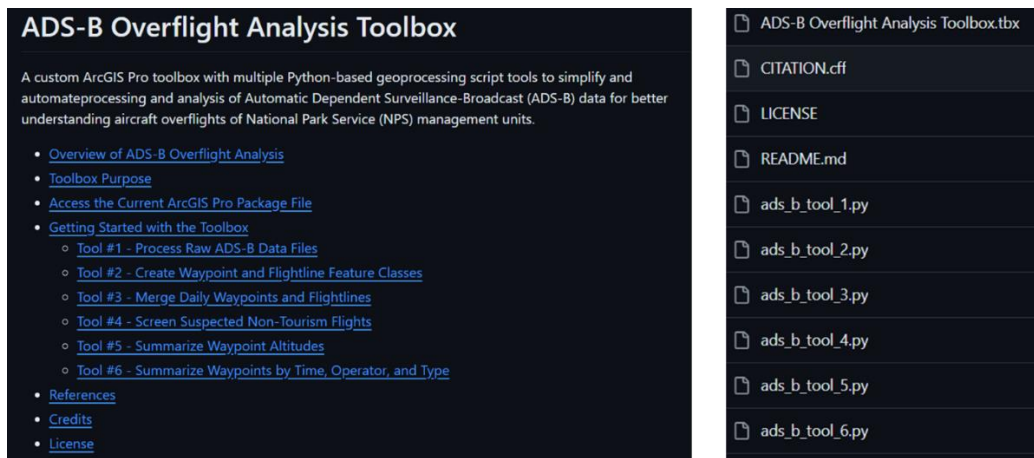 ADS-B Overflight Analysis Toolbox
A custom ArcGIS Pro toolbox with multiple Python-based geoprocessing script tools to simplify and
automateprocessing and analysis of Automatic Dependent Surveillance-Broadcast (ADS-B) data for better
understanding aircraft overflights of National Park Service (NPS) management units.
Overview of ADS-B Overflight Analysis
Toolbox Purpose
Access the Current ArcGIS Pro Package File
Getting Started with the Toolbox
Tool #1 - Process Raw ADS-B Data Files
Tool #2 - Create Waypoint and Flightline Feature Classes
Tool #3 - Merge Daily Waypoints and Flightlines
Tool #4 - Screen Suspected Non-Tourism Flights
Tool #5 - Summarize Waypoint Altitudes
Tool #6 - Summarize Waypoints by Time, Operator, and Type
References
Credits
License
ADS-B Overflight Analysis Toolbox.tbx
CITATION.cff
LICENSE
README.md
ads_b_tool_1.py
ads_b_tool_2.py
ads_b_tool_3.py
ads_b_tool_4.py
ads_b_tool_5.py
ads_b_tool_6.py